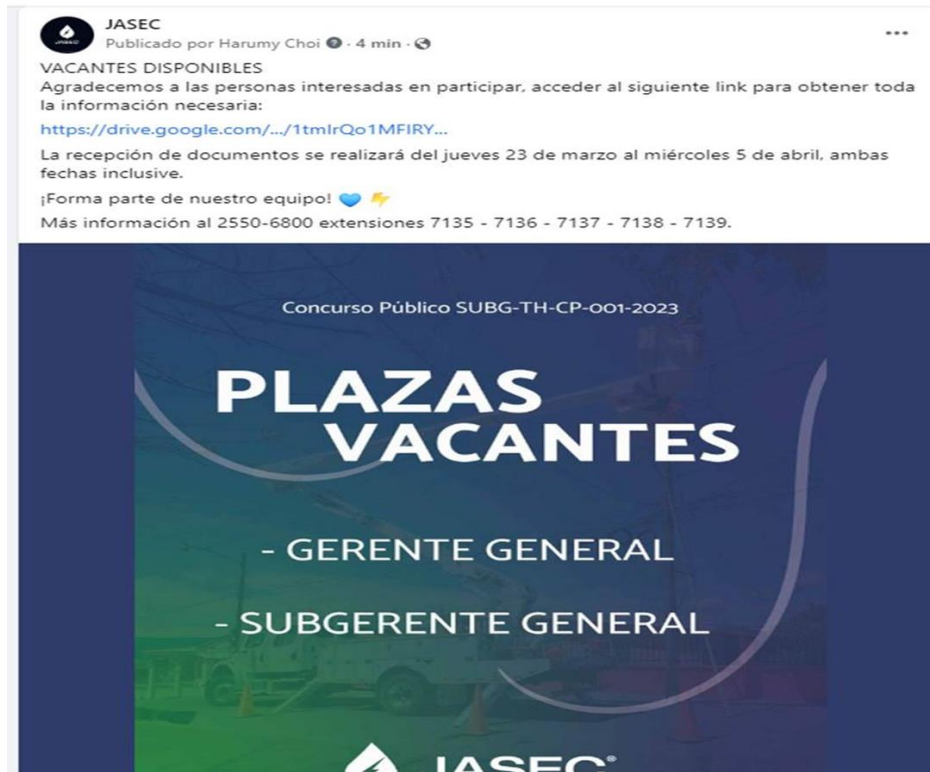 JASEC
Publicado por Harumy Choi · 4 min ·
VACANTES DISPONIBLES
Agradecemos a las personas interesadas en participar, acceder al siguiente link para obtener toda
la información necesaria:
https://drive.google.com/.../1tmIrQo1MFIRY...
La recepción de documentos se realizará del jueves 23 de marzo al miércoles 5 de abril, ambas
fechas inclusive.
¡Forma parte de nuestro equipo! 🩵⚡
Más información al 2550-6800 extensiones 7135 - 7136 - 7137 - 7138 - 7139.
Concurso Público SUBG-TH-CP-001-2023
PLAZAS
VACANTES
- GERENTE GENERAL
- SUBGERENTE GENERAL
JASEC